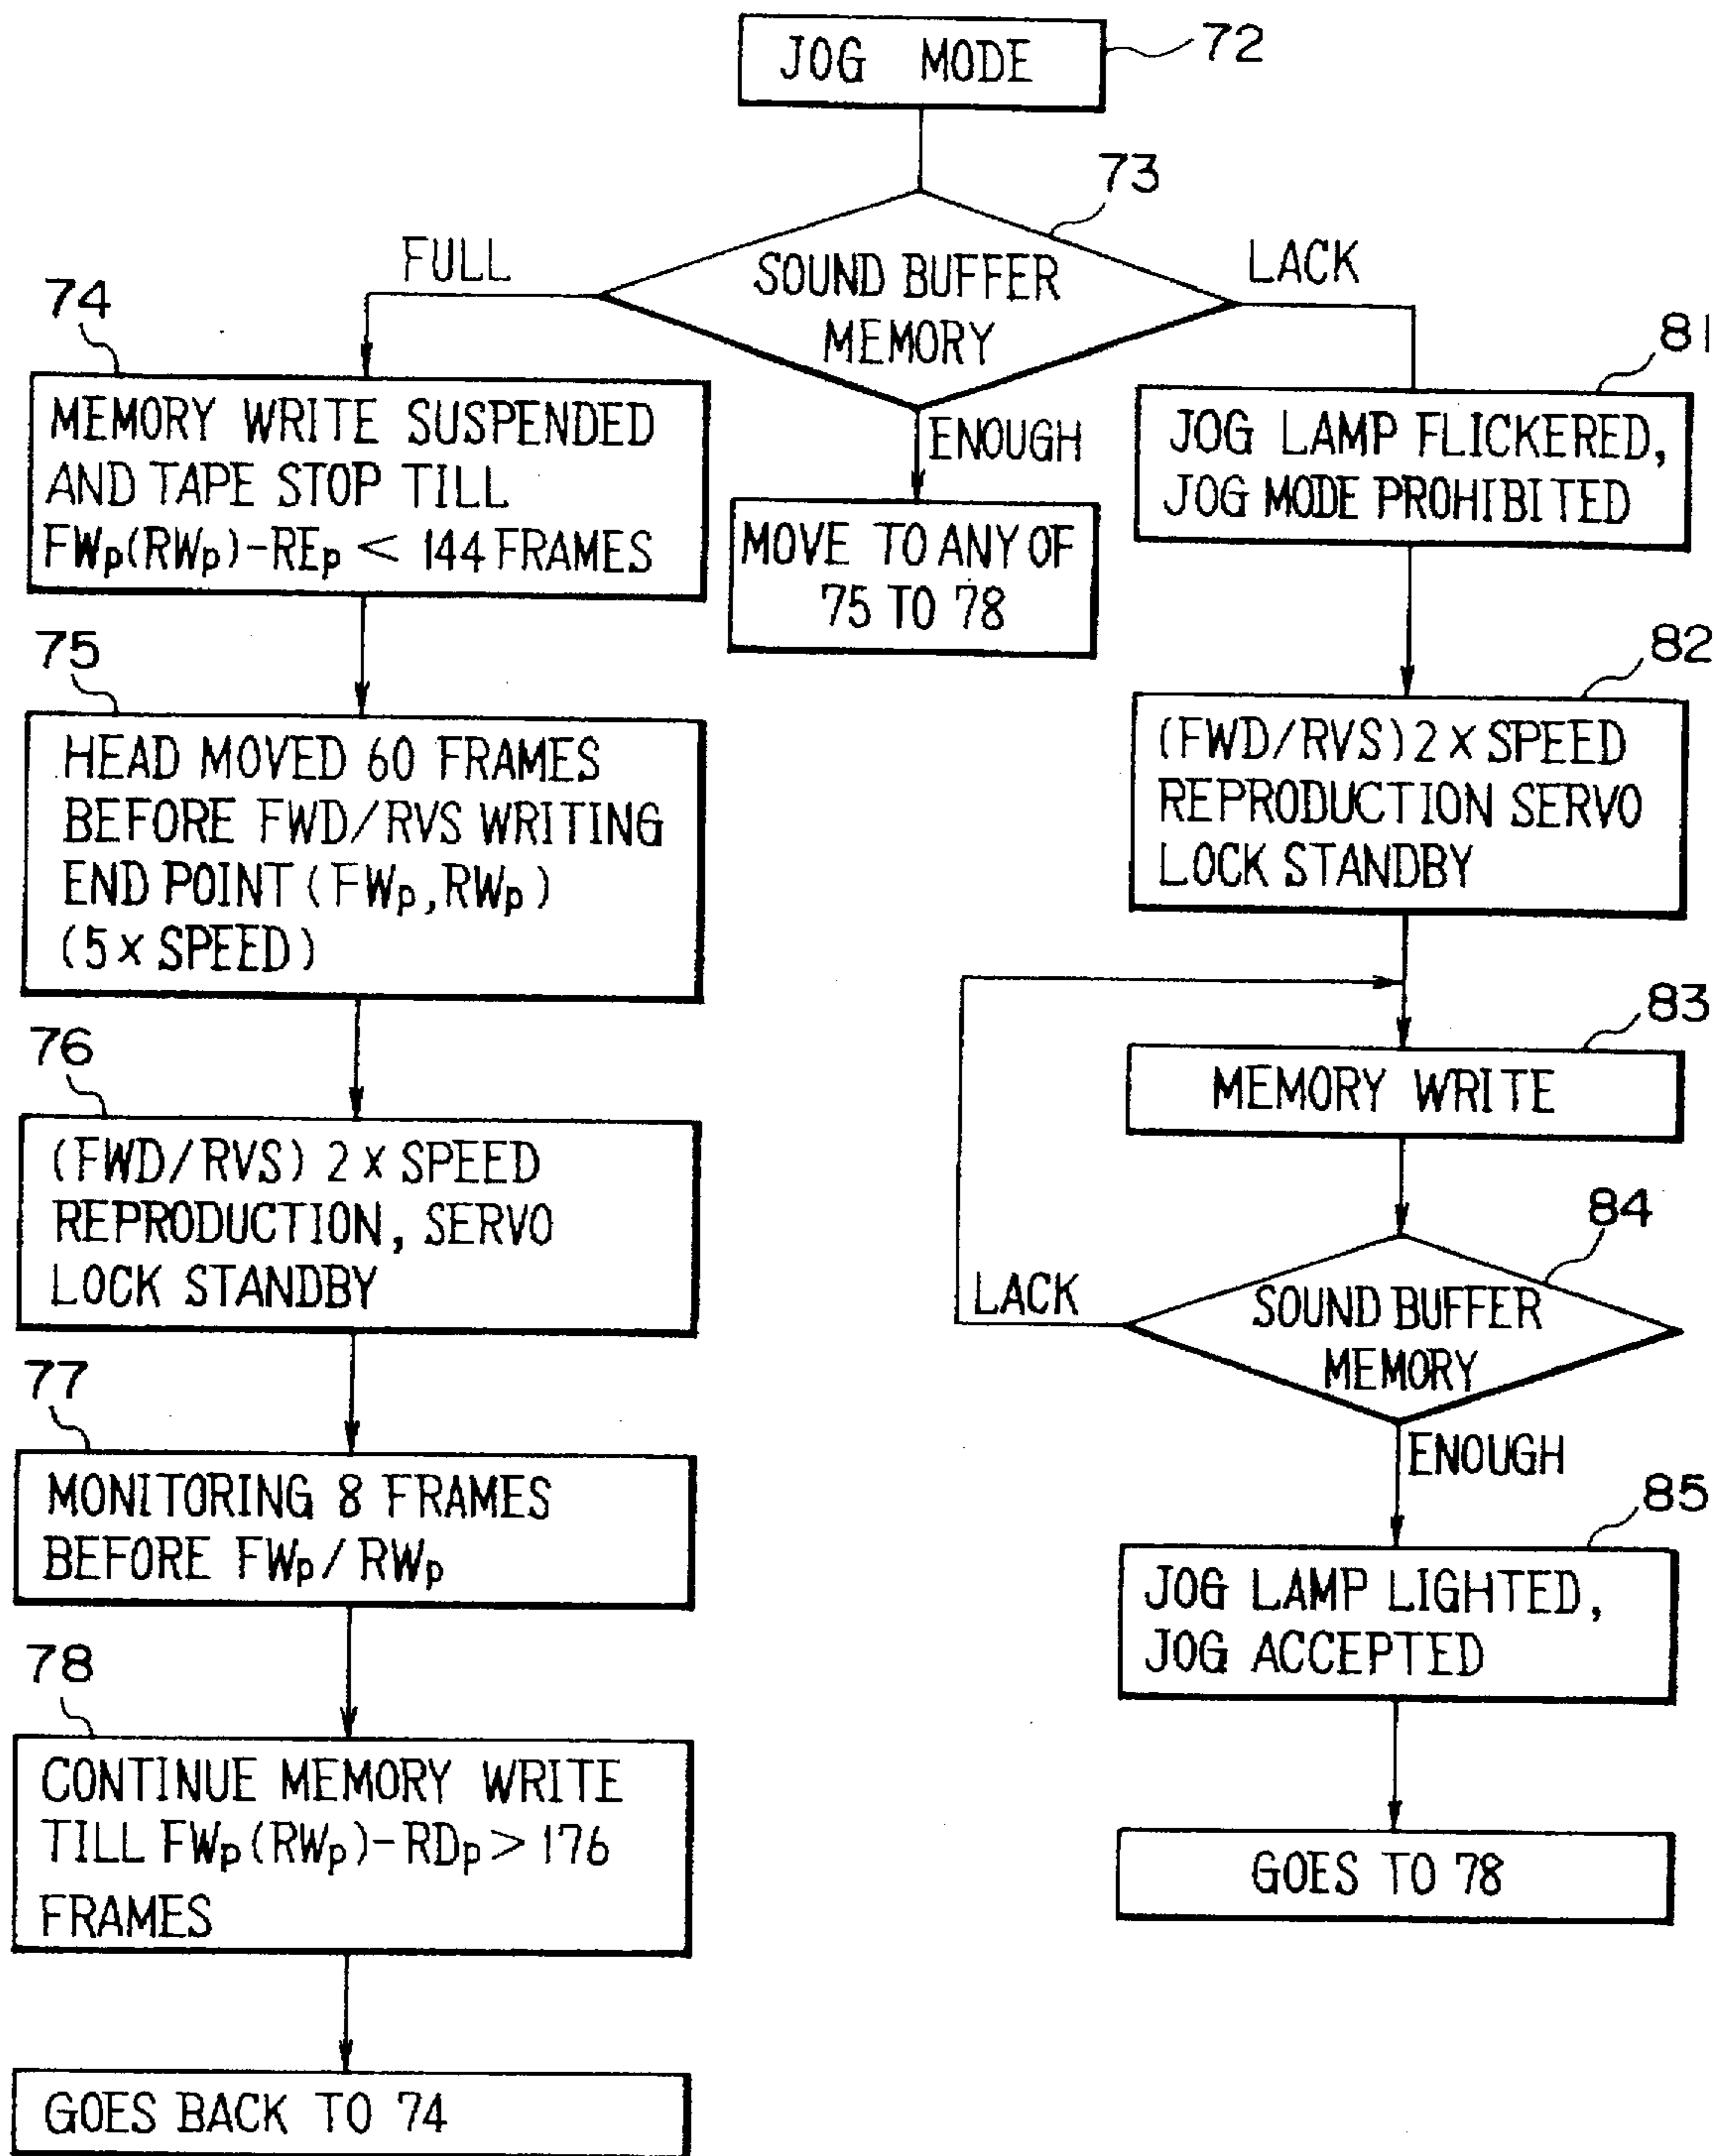 JOG MODE
72
73
SOUND BUFFER
MEMORY
FULL
LACK
ENOUGH
74
MEMORY WRITE SUSPENDED
AND TAPE STOP TILL
FWp(RWp)-REp < 144 FRAMES
MOVE TO ANY OF
75 TO 78
75
HEAD MOVED 60 FRAMES
BEFORE FWD/RVS WRITING
END POINT (FWp,RWp)
(5 x SPEED)
76
(FWD/RVS) 2 x SPEED
REPRODUCTION, SERVO
LOCK STANDBY
77
MONITORING 8 FRAMES
BEFORE FWp/RWp
78
CONTINUE MEMORY WRITE
TILL FWp(RWp)-RDp > 176
FRAMES
GOES BACK TO 74
81
JOG LAMP FLICKERED,
JOG MODE PROHIBITED
82
(FWD/RVS) 2 x SPEED
REPRODUCTION SERVO
LOCK STANDBY
83
MEMORY WRITE
84
SOUND BUFFER
MEMORY
LACK
ENOUGH
85
JOG LAMP LIGHTED,
JOG ACCEPTED
GOES TO 78